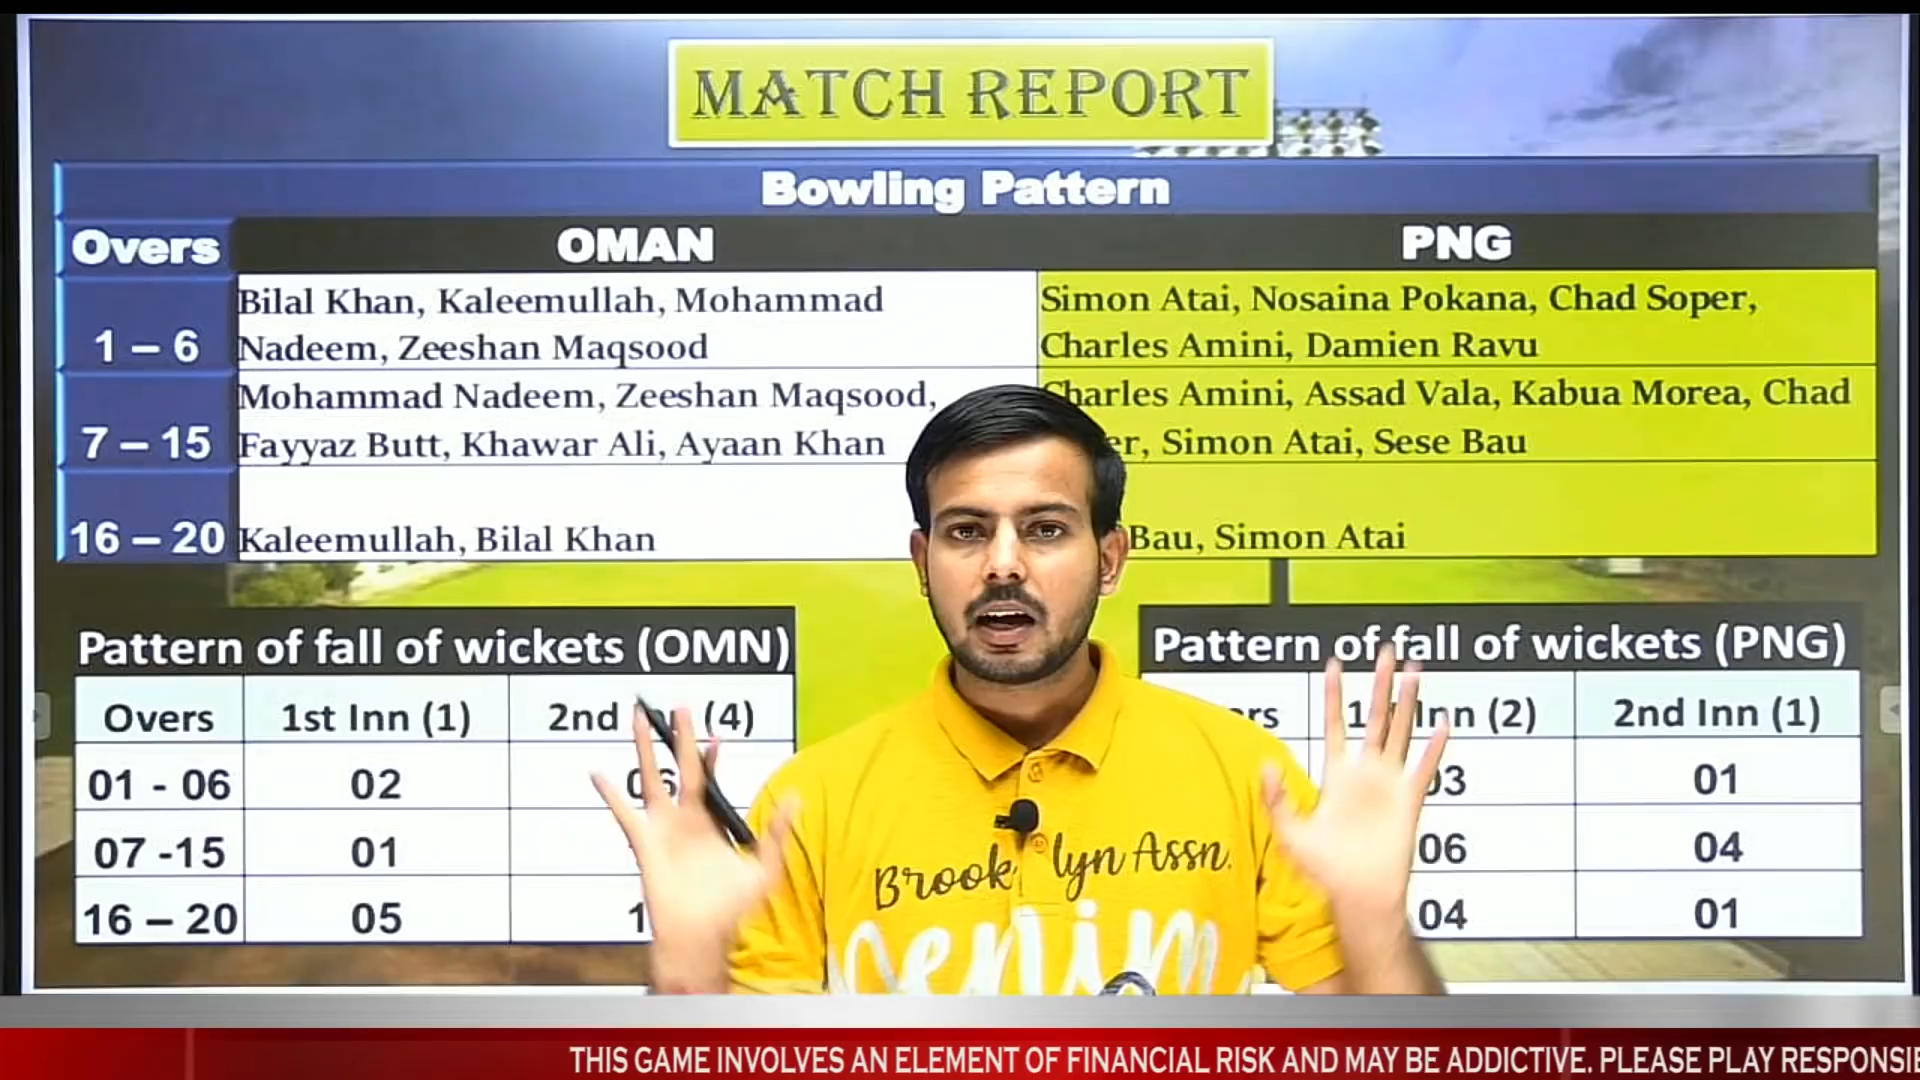 MATCH REPORT
Bowling Pattern
Overs OMAN PNG
1 – 6
Bilal Khan, Kaleemullah, Mohammad
Nadeem, Zeeshan Maqsood
Simon Atai, Nosaina Pokana, Chad Soper,
Charles Amini, Damien Ravu
7 – 15
Mohammad Nadeem, Zeeshan Maqsood,
Fayyaz Butt, Khawar Ali, Ayaan Khan
Charles Amini, Assad Vala, Kabua Morea, Chad
Simon Atai, Sese Bau
16 – 20
Kaleemullah, Bilal Khan
Bau, Simon Atai
Pattern of fall of wickets (OMN)
Overs 1st Inn (1) 2nd (4)
01 - 06 02
07 -15 01
16 – 20 05
Pattern of fall of wickets (PNG)
Inn (2) 2nd Inn (1)
03 01
06 04
04 01
Brook lyn Assn.
THIS GAME INVOLVES AN ELEMENT OF FINANCIAL RISK AND MAY BE ADDICTIVE. PLEASE PLAY